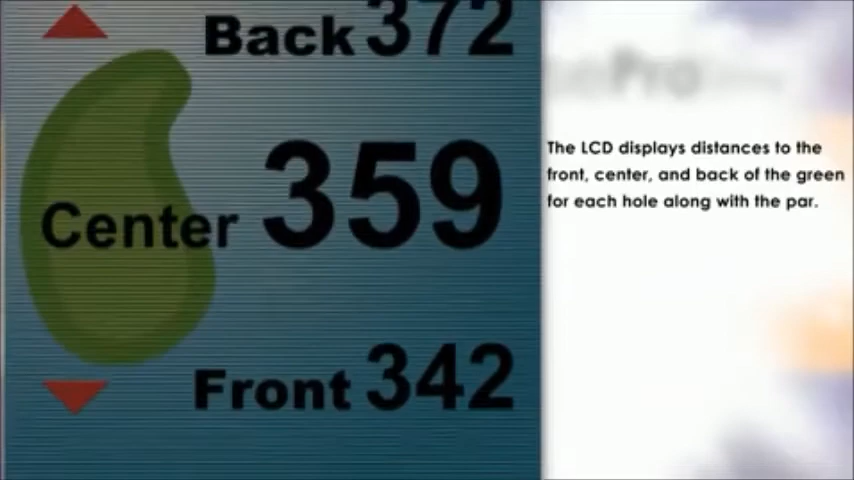 Back 372
Center 359
Front 342
The LCD displays distances to the
front, center, and back of the green
for each hole along with the par.